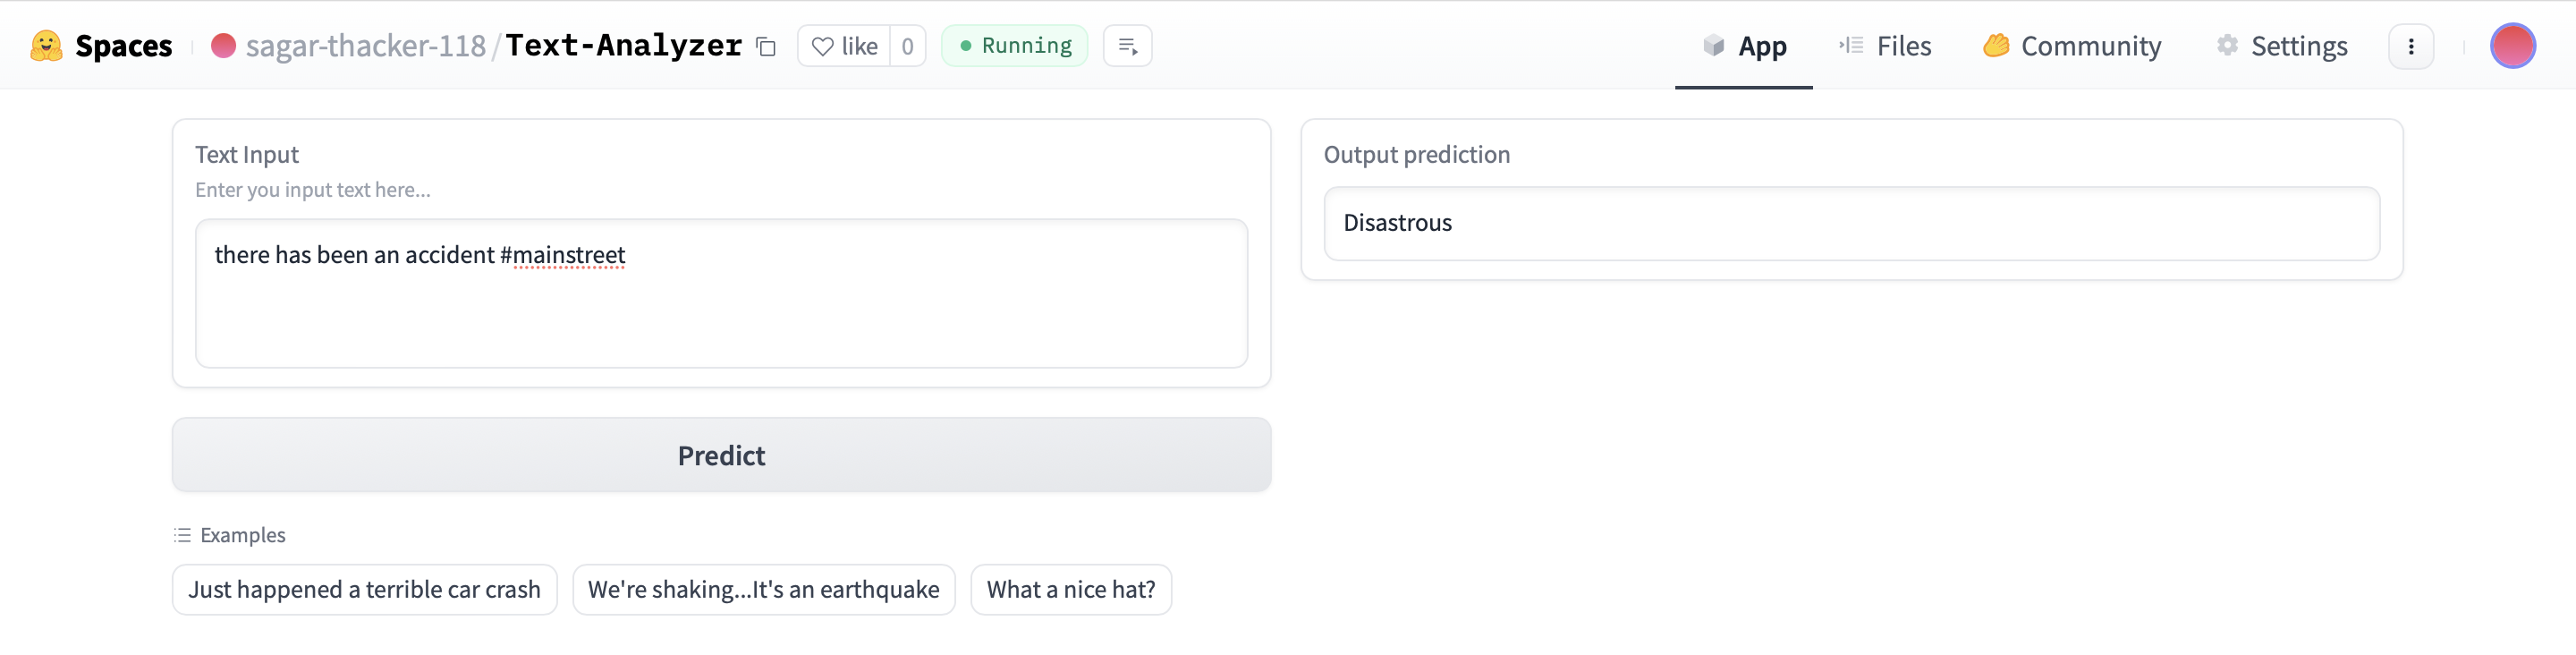 Spaces sagar-thacker-118/Text-Analyzer like 0 Running App Files Community Settings
Text Input
Enter you input text here...
there has been an accident #mainstreet
Output prediction
Disastrous
Predict
Examples
Just happened a terrible car crash We're shaking...It's an earthquake What a nice hat?